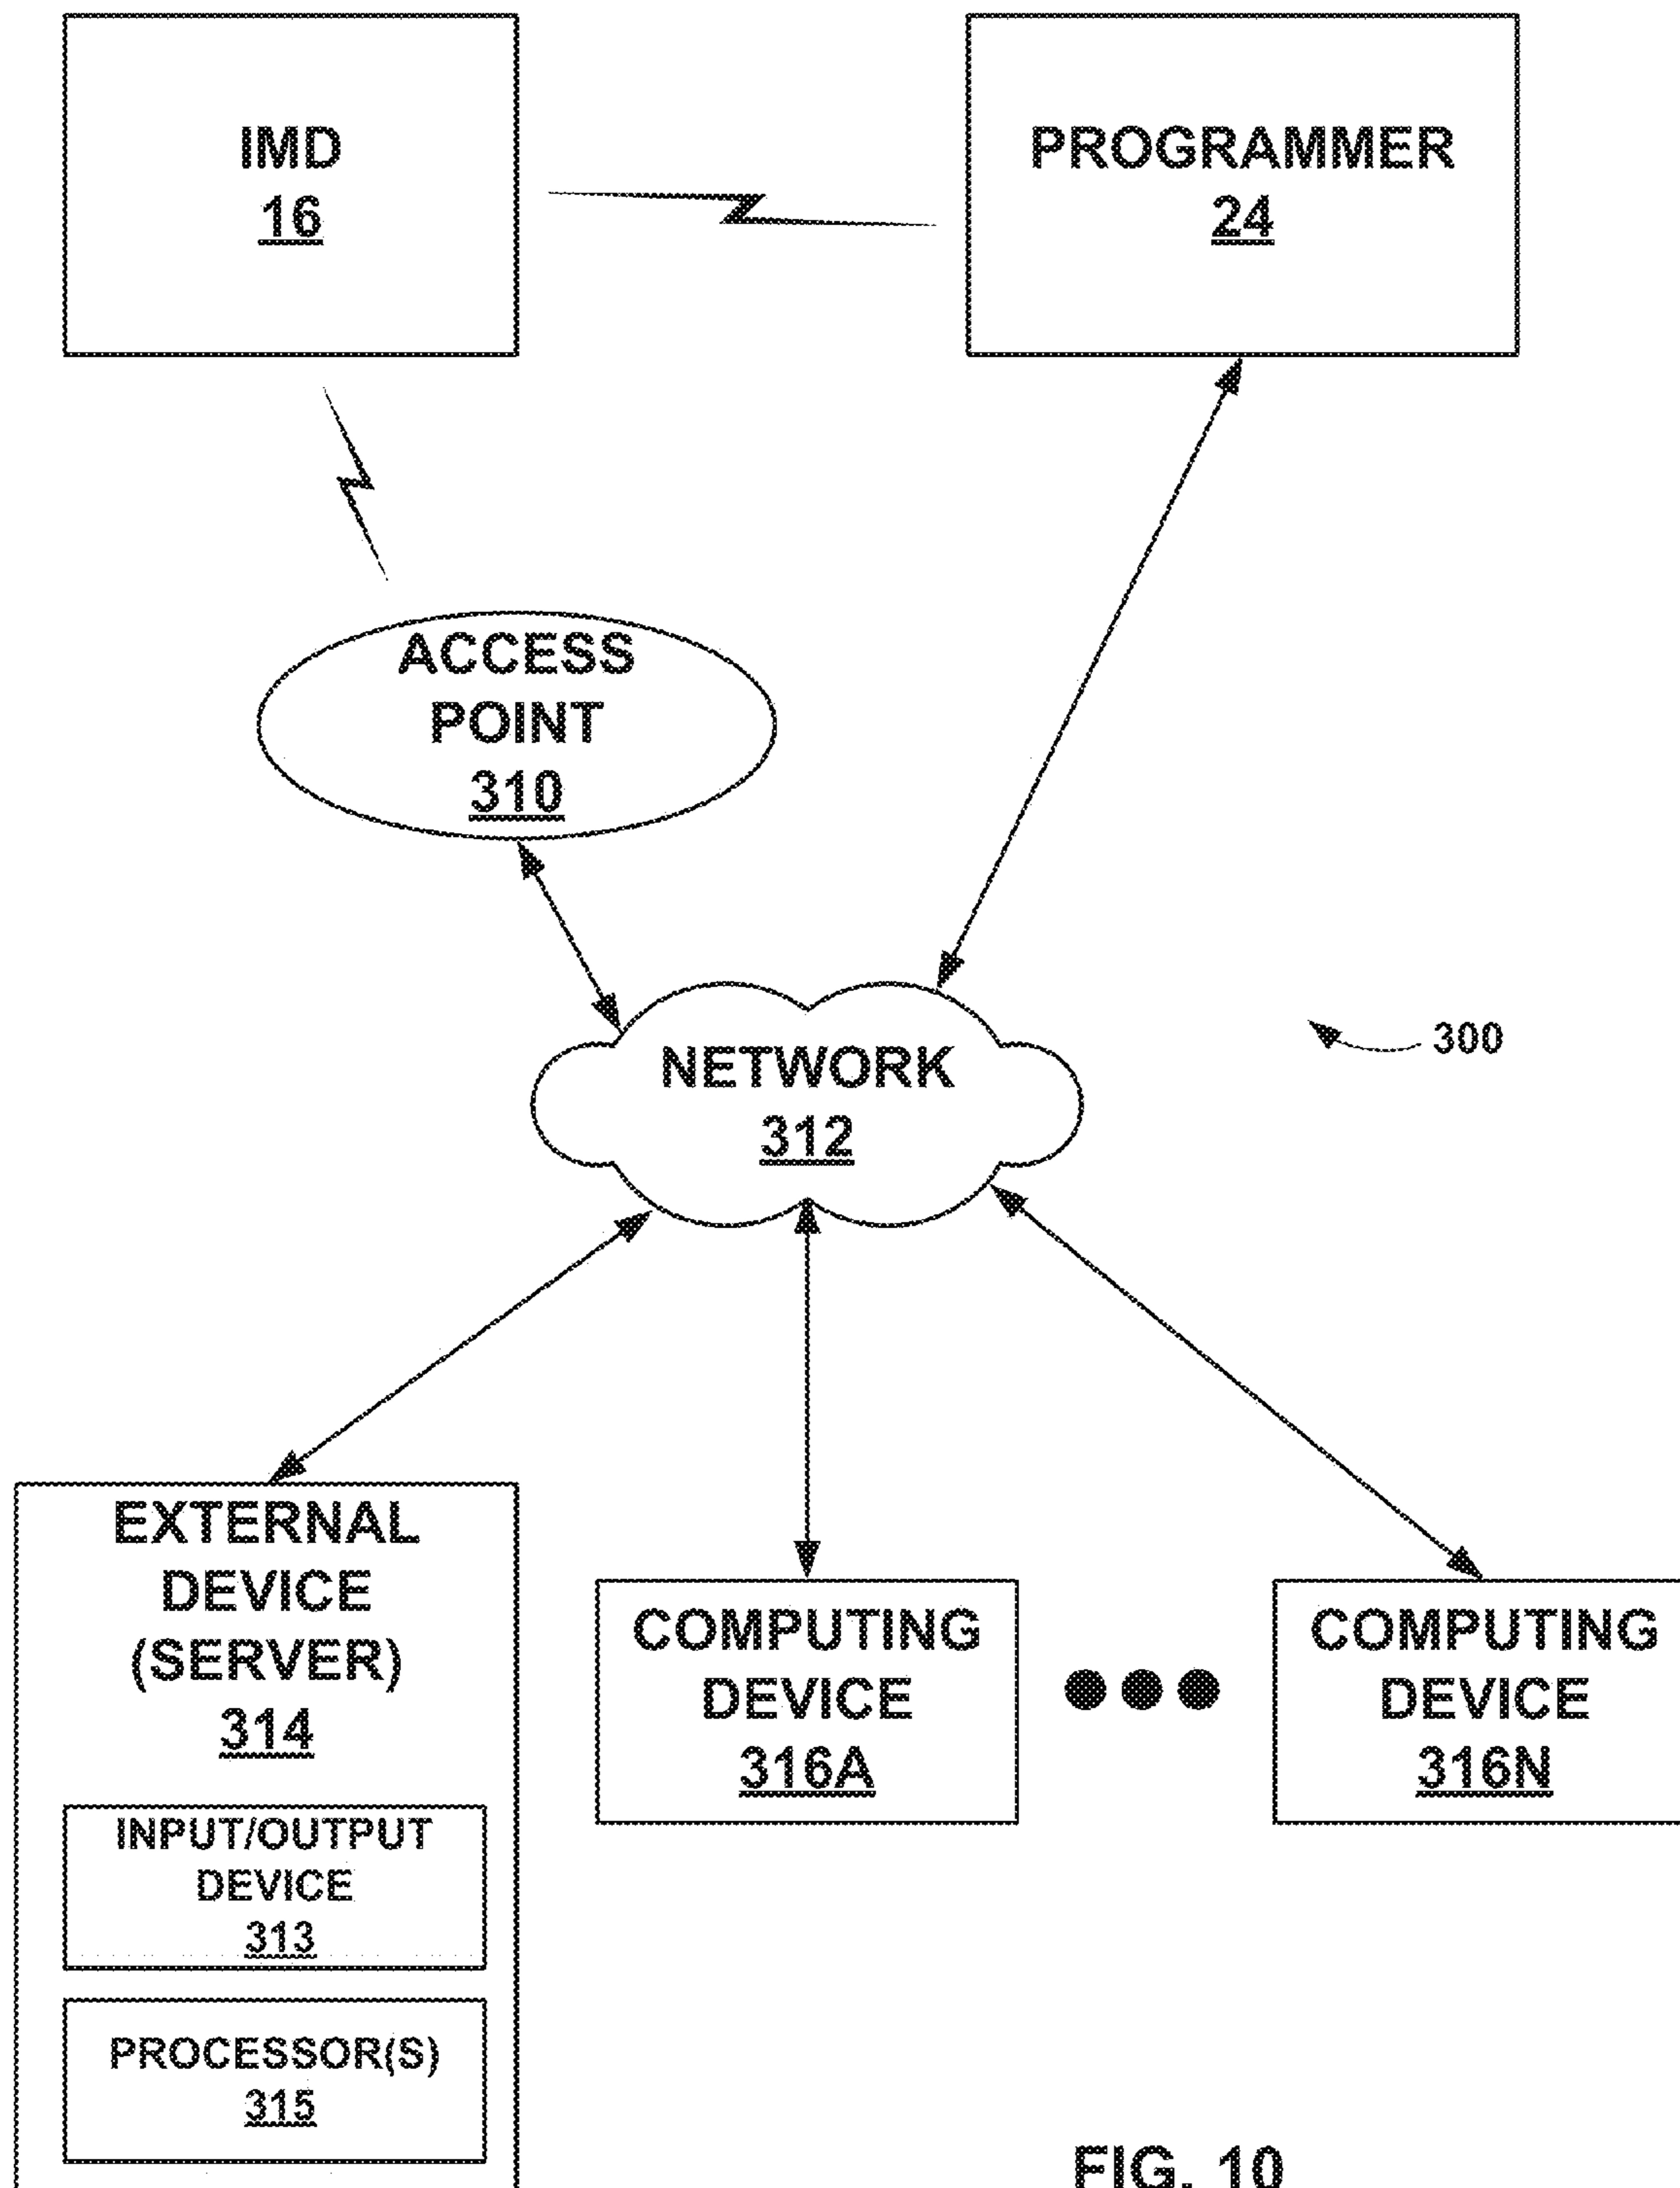 IMD
16
PROGRAMMER
24
ACCESS
POINT
310
NETWORK
312
300
EXTERNAL
DEVICE
(SERVER)
314
INPUT/OUTPUT
DEVICE
313
PROCESSOR(S)
315
COMPUTING
DEVICE
316A
COMPUTING
DEVICE
316N
FIG. 10